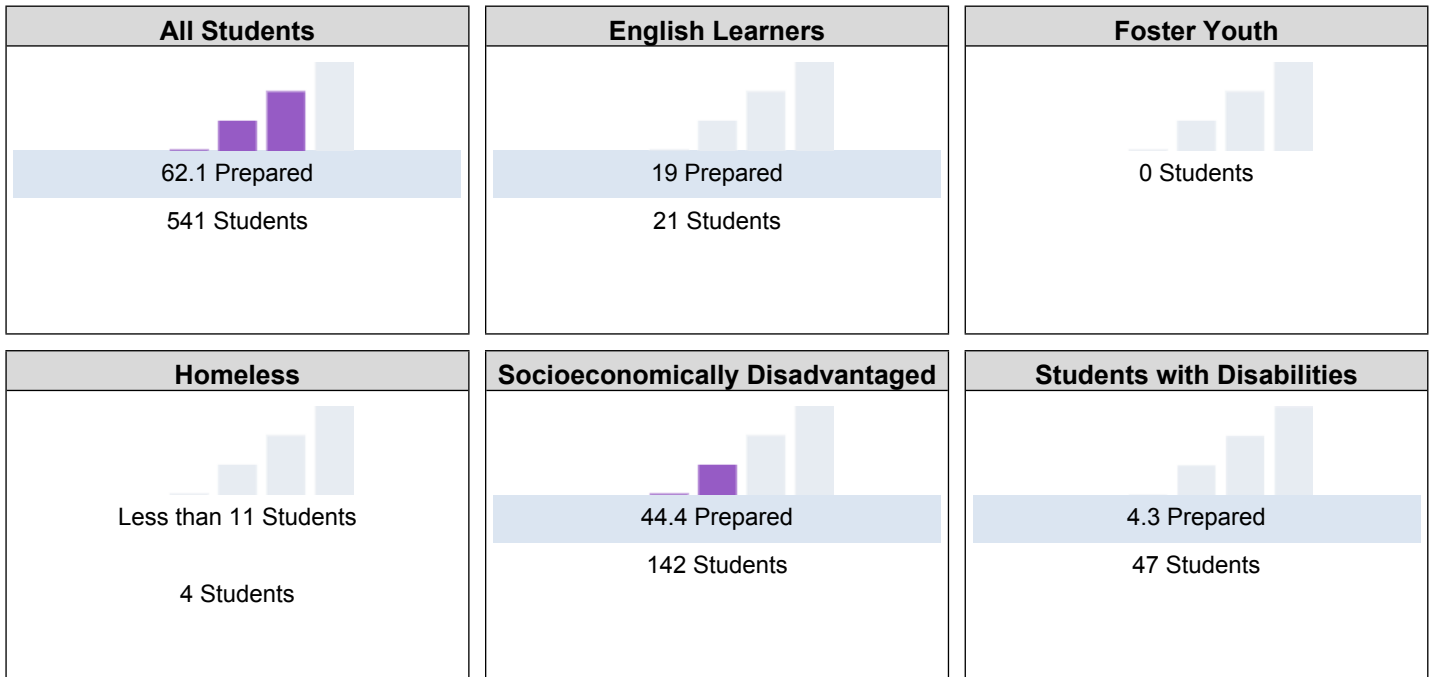 All Students
62.1 Prepared
541 Students
English Learners
19 Prepared
21 Students
Foster Youth
0 Students
Homeless
Less than 11 Students
4 Students
Socioeconomically Disadvantaged
44.4 Prepared
142 Students
Students with Disabilities
4.3 Prepared
47 Students